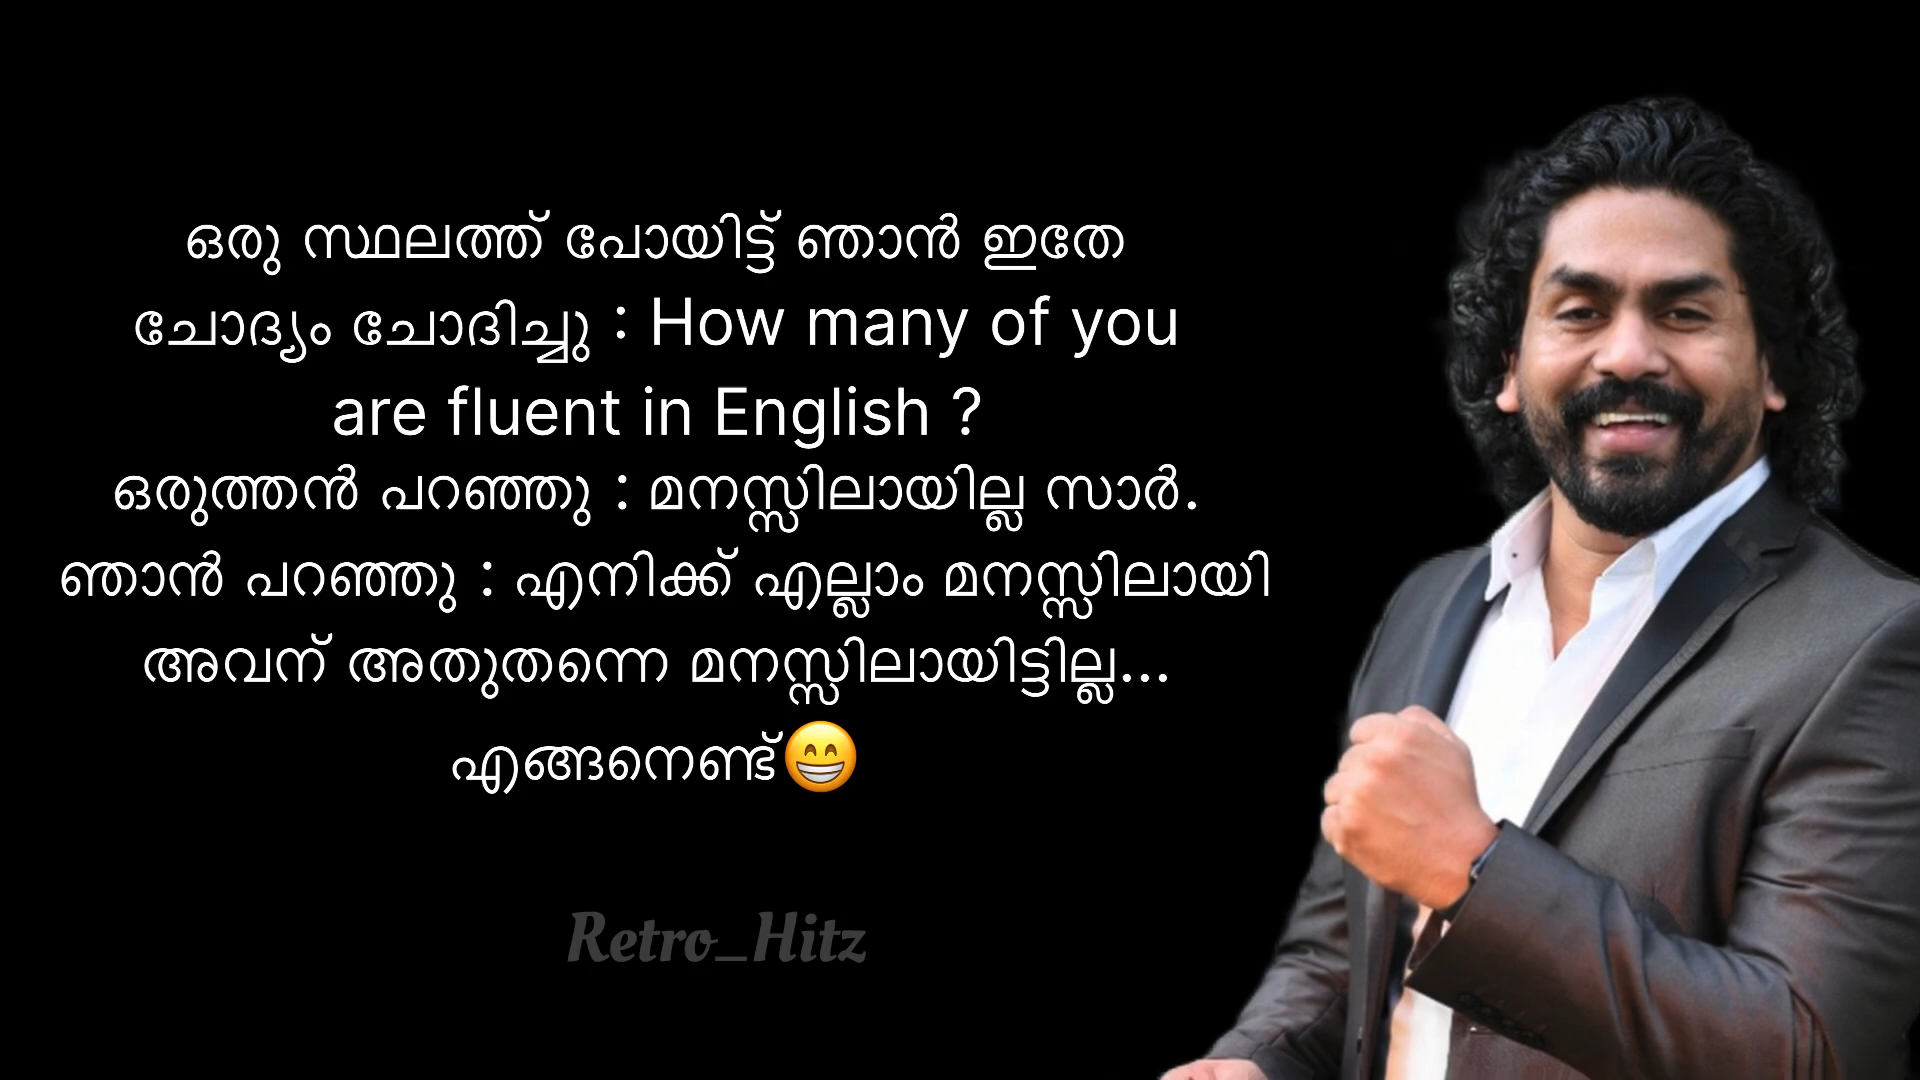 ഒരു സ്ഥലത്ത് പോയിട്ട് ഞാൻ ഇതേ
ചോദ്യം ചോദിച്ചു : How many of you
are fluent in English ?
ഒരുത്തൻ പറഞ്ഞു : മനസ്സിലായില്ല സാർ.
ഞാൻ പറഞ്ഞു : എനിക്ക് എല്ലാം മനസ്സിലായി
അവന് അതുതന്നെ മനസ്സിലായിട്ടില്ല...
എങ്ങനെണ്ട്😁
Retro_Hitz